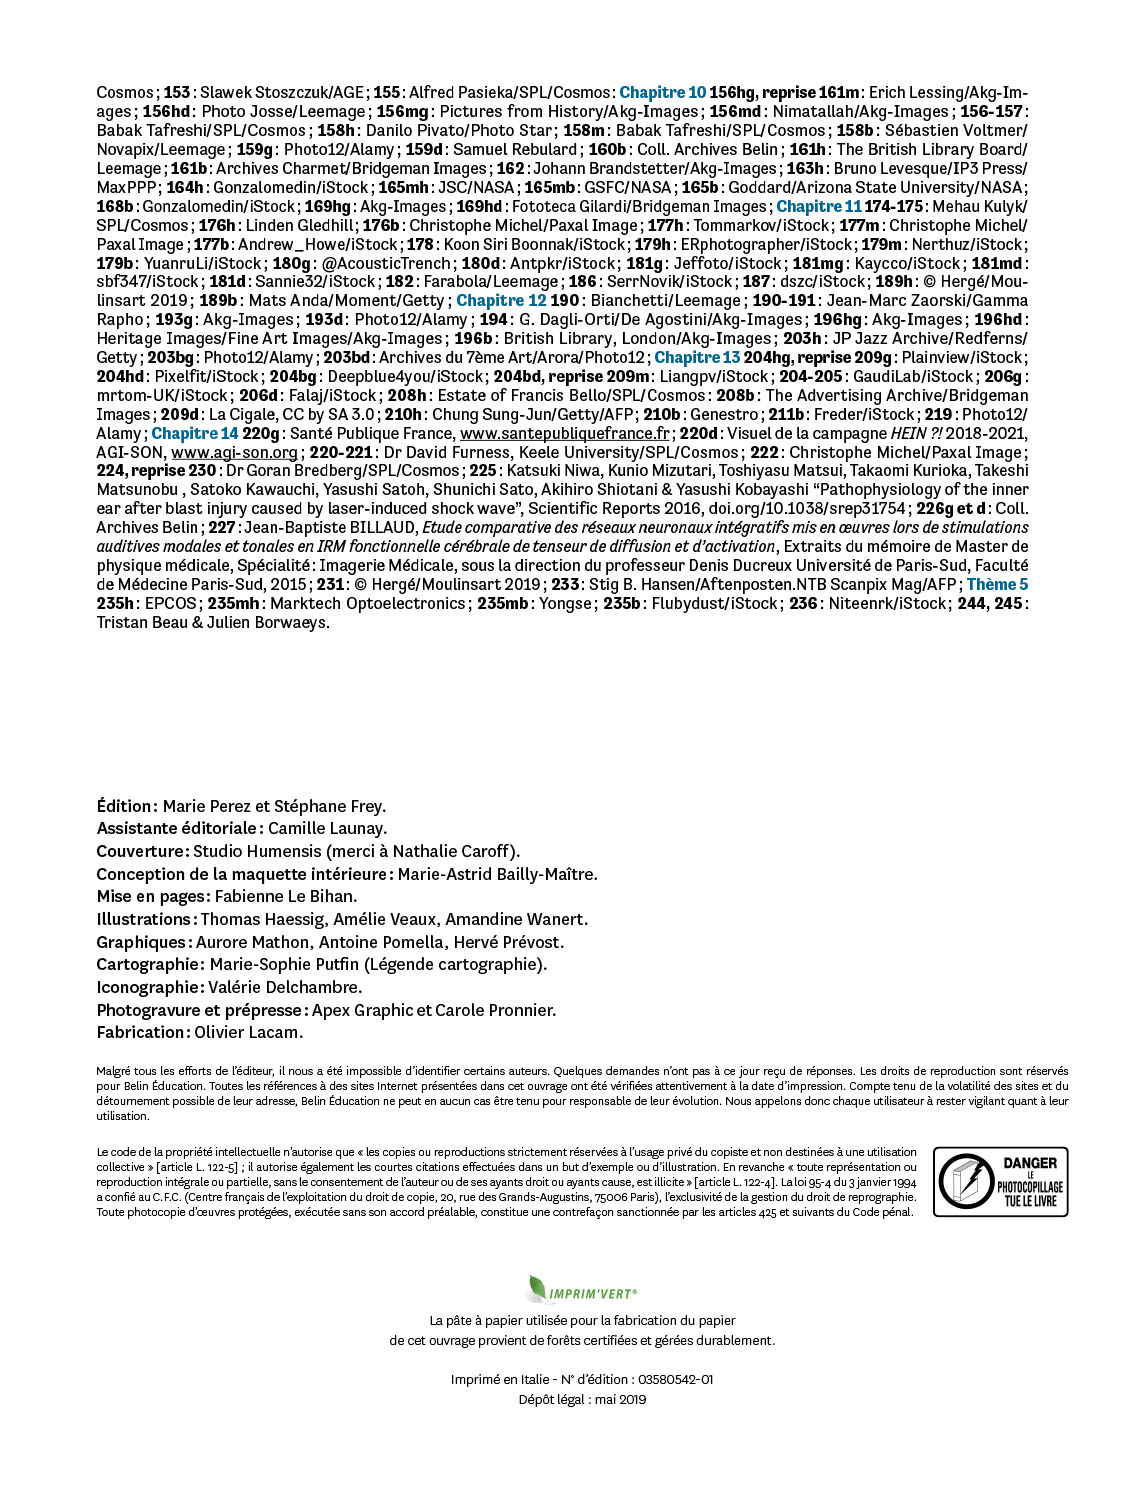 Cosmos ; 153 : Slawek Stoszczuk/AGE ; 155 : Alfred Pasieka/SPL/Cosmos : Chapitre 10 156hg, reprise 161m : Erich Lessing/Akg-Im-
ages ; 156hd : Photo Josse/Leemage ; 156mg : Pictures from History/Akg-Images ; 156md : Nimatallah/Akg-Images ; 156-157 :
Babak Tafreshi/SPL/Cosmos ; 158h : Danilo Pivato/Photo Star ; 158m : Babak Tafreshi/SPL/Cosmos ; 158b : Sébastien Voltmer/
Novapix/Leemage ; 159g : Photo12/Alamy ; 159d : Samuel Rebulard ; 160b : Coll. Archives Belin ; 161h : The British Library Board/
Leemage ; 161b : Archives Charmet/Bridgeman Images ; 162 : Johann Brandstetter/Akg-Images ; 163h : Bruno Levesque/IP3 Press/
MaxPPP ; 164h : Gonzalomedin/iStock ; 165mh : JSC/NASA ; 165mb : GSFC/NASA ; 165b : Goddard/Arizona State University/NASA ;
168b : Gonzalomedin/iStock ; 169hg : Akg-Images ; 169hd : Fototeca Gilardi/Bridgeman Images ; Chapitre 11 174-175 : Mehau Kulyk/
SPL/Cosmos ; 176h : Linden Gledhill ; 176b : Christophe Michel/Paxal Image ; 177h : Tommarkov/iStock ; 177m : Christophe Michel/
Paxal Image ; 177b : Andrew_Howe/iStock ; 178 : Koon Siri Boonnak/iStock ; 179h : ERphotographer/iStock ; 179m : Nerthuz/iStock ;
179b : YuanruLi/iStock ; 180g : @AcousticTrench ; 180d : Antpkr/iStock ; 181g : Jeffoto/iStock ; 181mg : Kaycco/iStock ; 181md :
sbf347/iStock ; 181d : Sannie32/iStock ; 182 : Farabola/Leemage ; 186 : SerrNovik/iStock ; 187 : dszc/iStock ; 189h : © Hergé/Mou-
linsart 2019 ; 189b : Mats Anda/Moment/Getty ; Chapitre 12 190 : Bianchetti/Leemage ; 190-191 : Jean-Marc Zaorski/Gamma
Rapho ; 193g : Akg-Images ; 193d : Photo12/Alamy ; 194 : G. Dagli-Orti/De Agostini/Akg-Images ; 196hg : Akg-Images ; 196hd :
Heritage Images/Fine Art Images/Akg-Images ; 196b : British Library, London/Akg-Images ; 203h : JP Jazz Archive/Redferns/
Getty ; 203bg : Photo12/Alamy ; 203bd : Archives du 7ème Art/Arora/Photo12 ; Chapitre 13 204hg, reprise 209g : Plainview/iStock ;
204hd : Pixelfit/iStock ; 204bg : Deepblue4you/iStock ; 204bd, reprise 209m : Liangpv/iStock ; 204-205 : GaudiLab/iStock ; 206g :
mrtom-UK/iStock ; 206d : Falaj/iStock ; 208h : Estate of Francis Bello/SPL/Cosmos : 208b : The Advertising Archive/Bridgeman
Images ; 209d : La Cigale, CC by SA 3.0 ; 210h : Chung Sung-Jun/Getty/AFP ; 210b : Genestro ; 211b : Freder/iStock ; 219 : Photo12/
Alamy ; Chapitre 14 220g : Santé Publique France, www.santepubliquefrance.fr ; 220d : Visuel de la campagne HEIN ?! 2018-2021,
AGI-SON, www.agi-son.org ; 220-221 : Dr David Furness, Keele University/SPL/Cosmos ; 222 : Christophe Michel/Paxal Image ;
224, reprise 230 : Dr Goran Bredberg/SPL/Cosmos ; 225 : Katsuki Niwa, Kunio Mizutari, Toshiyasu Matsui, Takaomi Kurioka, Takeshi
Matsunobu , Satoko Kawauchi, Yasushi Satoh, Shunichi Sato, Akihiro Shiotani & Yasushi Kobayashi “Pathophysiology of the inner
ear after blast injury caused by laser-induced shock wave”, Scientific Reports 2016, doi.org/10.1038/srep31754 ; 226g et d : Coll.
Archives Belin ; 227 : Jean-Baptiste BILLAUD, Etude comparative des réseaux neuronaux intégratifs mis en œuvres lors de stimulations
auditives modales et tonales en IRM fonctionnelle cérébrale de tenseur de diffusion et d’activation, Extraits du mémoire de Master de
physique médicale, Spécialité : Imagerie Médicale, sous la direction du professeur Denis Ducreux Université de Paris-Sud, Faculté
de Médecine Paris-Sud, 2015 ; 231 : © Hergé/Moulinsart 2019 ; 233 : Stig B. Hansen/Aftenposten.NTB Scanpix Mag/AFP ; Thème 5
235h : EPCOS ; 235mh : Marktech Optoelectronics ; 235mb : Yongse ; 235b : Flubydust/iStock ; 236 : Niteenrk/iStock ; 244, 245 :
Tristan Beau & Julien Borwaeys.
Édition : Marie Perez et Stéphane Frey.
Assistante éditoriale : Camille Launay.
Couverture : Studio Humensis (merci à Nathalie Caroff).
Conception de la maquette intérieure : Marie-Astrid Bailly-Maître.
Mise en pages : Fabienne Le Bihan.
Illustrations : Thomas Haessig, Amélie Veaux, Amandine Wanert.
Graphiques : Aurore Mathon, Antoine Pomella, Hervé Prévost.
Cartographie : Marie-Sophie Putfin (Légende cartographie).
Iconographie : Valérie Delchambre.
Photogravure et prépresse : Apex Graphic et Carole Pronnier.
Fabrication : Olivier Lacam.
Malgré tous les efforts de l’éditeur, il nous a été impossible d’identifier certains auteurs. Quelques demandes n’ont pas à ce jour reçu de réponses. Les droits de reproduction sont réservés
pour Belin Éducation. Toutes les références à des sites Internet présentées dans cet ouvrage ont été vérifiées attentivement à la date d’impression. Compte tenu de la volatilité des sites et du
détournement possible de leur adresse, Belin Éducation ne peut en aucun cas être tenu pour responsable de leur évolution. Nous appelons donc chaque utilisateur à rester vigilant quant à leur
utilisation.
Le code de la propriété intellectuelle n’autorise que « les copies ou reproductions strictement réservées à l’usage privé du copiste et non destinées à une utilisation
collective » [article L. 122-5] ; il autorise également les courtes citations effectuées dans un but d’exemple ou d’illustration. En revanche « toute représentation ou
reproduction intégrale ou partielle, sans le consentement de l’auteur ou de ses ayants droit ou ayants cause, est illicite » [article L. 122-4]. La loi 95-4 du 3 janvier 1994
a confié au C.F.C. (Centre français de l’exploitation du droit de copie, 20, rue des Grands-Augustins, 75006 Paris), l’exclusivité de la gestion du droit de reprographie.
Toute photocopie d’œuvres protégées, exécutée sans son accord préalable, constitue une contrefaçon sanctionnée par les articles 425 et suivants du Code pénal.
DANGER
LE
PHOTOCOPILLAGE
TUE LE LIVRE
IMPRIM'VERT®
La pâte à papier utilisée pour la fabrication du papier
de cet ouvrage provient de forêts certifiées et gérées durablement.
Imprimé en Italie - N° d’édition : 03580542-01
Dépôt légal : mai 2019